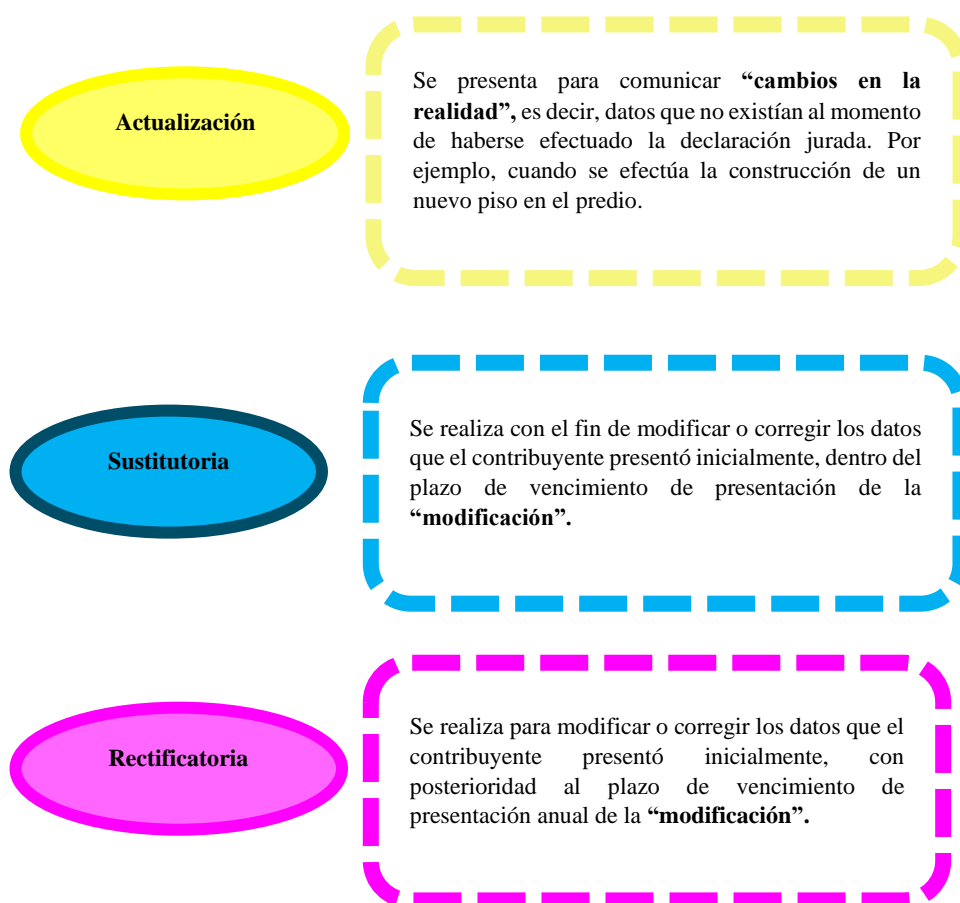 Actualización
Se presenta para comunicar “cambios en la
realidad”, es decir, datos que no existían al momento
de haberse efectuado la declaración jurada. Por
ejemplo, cuando se efectúa la construcción de un
nuevo piso en el predio.
Sustitutoria
Se realiza con el fin de modificar o corregir los datos
que el contribuyente presentó inicialmente, dentro del
plazo de vencimiento de presentación de la
“modificación”.
Rectificatoria
Se realiza para modificar o corregir los datos que el
contribuyente presentó inicialmente, con
posterioridad al plazo de vencimiento de
presentación anual de la “modificación”.